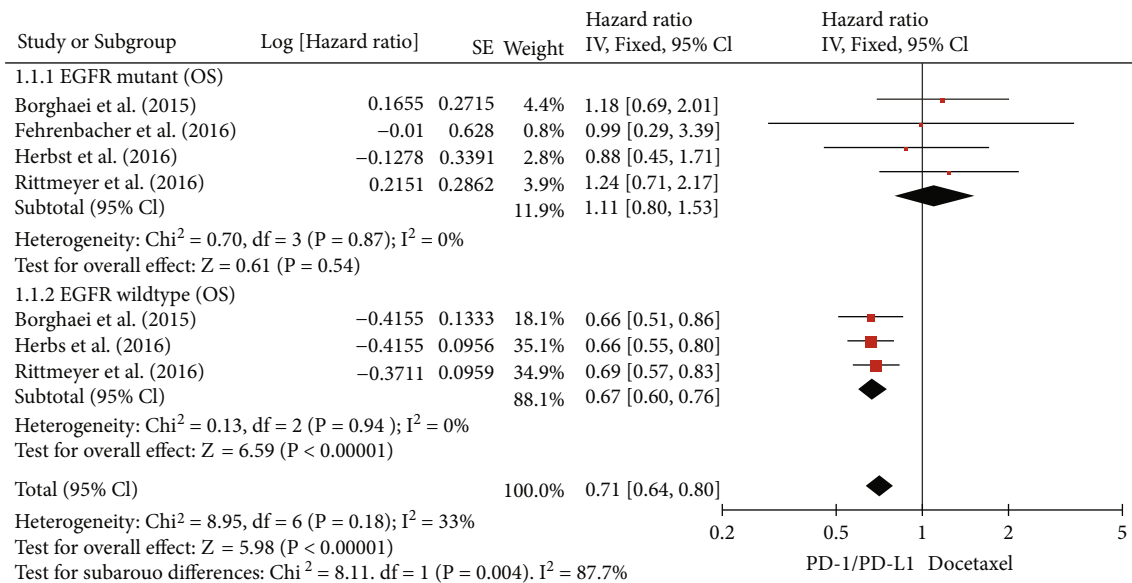 Hazard ratio Hazard ratio
Study or Subgroup Log [Hazard ratio] SE Weight IV, Fixed, 95% Cl IV, Fixed, 95% Cl
1.1.1 EGFR mutant (OS)
Borghaei et al. (2015) 0.1655 0.2715 4.4% 1.18 [0.69, 2.01]
Fehrenbacher et al. (2016) −0.01 0.628 0.8% 0.99 [0.29, 3.39]
Herbst et al. (2016) −0.1278 0.3391 2.8% 0.88 [0.45, 1.71]
Rittmeyer et al. (2016) 0.2151 0.2862 3.9% 1.24 [0.71, 2.17]
Subtotal (95% Cl) 11.9% 1.11 [0.80, 1.53]
Heterogeneity: Chi² = 0.70, df = 3 (P = 0.87); I² = 0%
Test for overall effect: Z = 0.61 (P = 0.54)
1.1.2 EGFR wildtype (OS)
Borghaei et al. (2015) −0.4155 0.1333 18.1% 0.66 [0.51, 0.86]
Herbs et al. (2016) −0.4155 0.0956 35.1% 0.66 [0.55, 0.80]
Rittmeyer et al. (2016) −0.3711 0.0959 34.9% 0.69 [0.57, 0.83]
Subtotal (95% Cl) 88.1% 0.67 [0.60, 0.76]
Heterogeneity: Chi² = 0.13, df = 2 (P = 0.94 ); I² = 0%
Test for overall effect: Z = 6.59 (P < 0.00001)
Total (95% Cl) 100.0% 0.71 [0.64, 0.80]
Heterogeneity: Chi² = 8.95, df = 6 (P = 0.18); I² = 33%
Test for overall effect: Z = 5.98 (P < 0.00001)
Test for subarouo differences: Chi² = 8.11. df = 1 (P = 0.004). I² = 87.7%
0.2 0.5 1 2 5
PD-1/PD-L1 Docetaxel